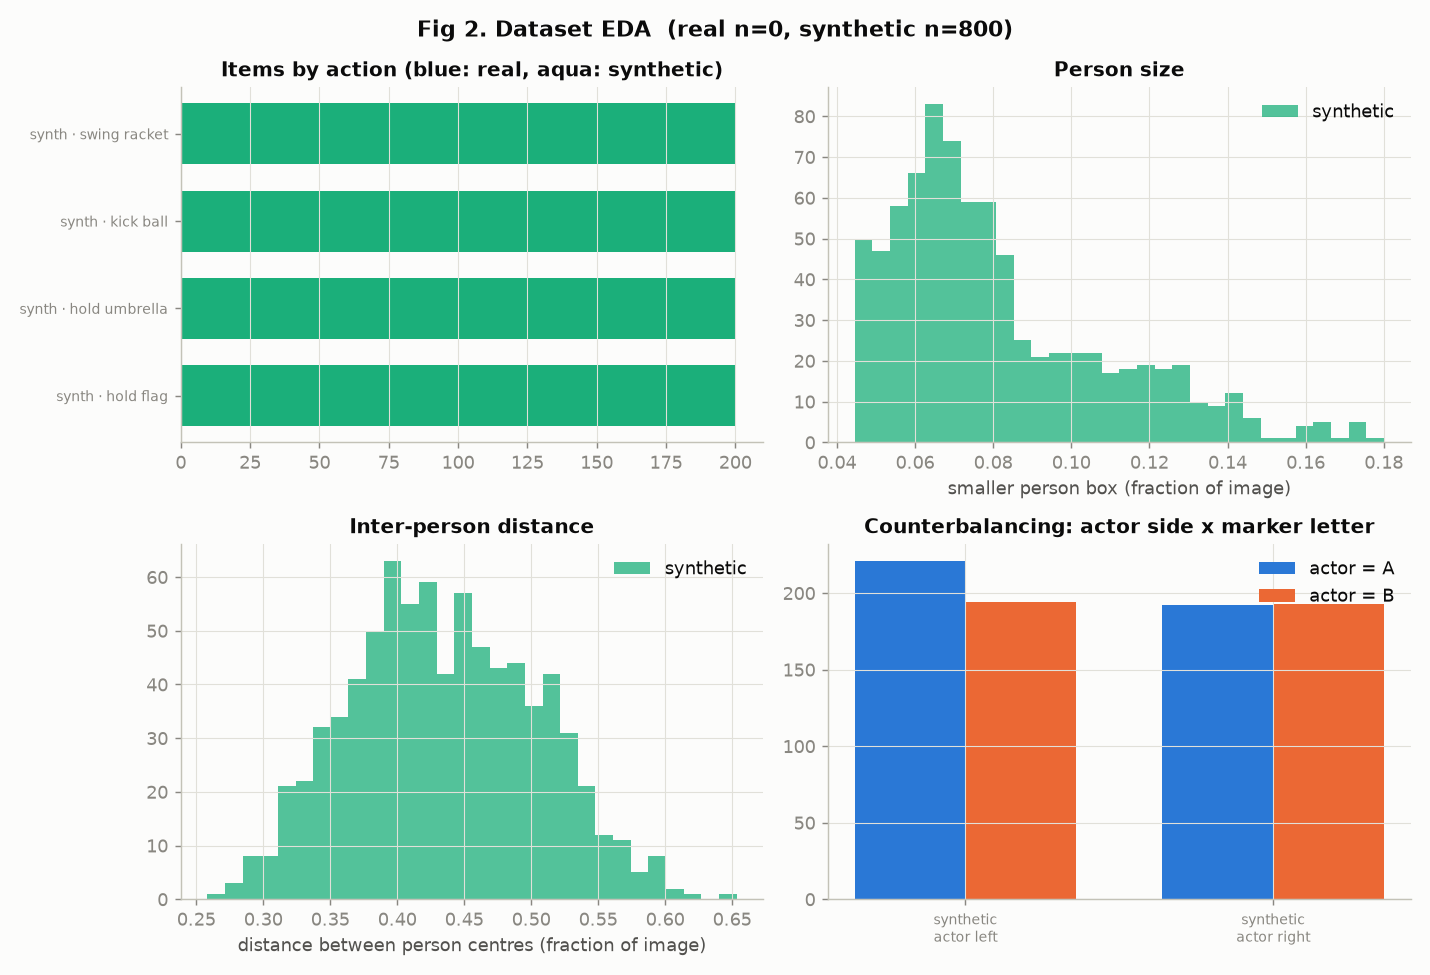 Fig 2. Dataset EDA  (real n=0, synthetic n=800)
Items by action (blue: real, aqua: synthetic)
synth · swing racket
synth · kick ball
synth · hold umbrella
synth · hold flag
0 25 50 75 100 125 150 175 200
Person size
synthetic
80
70
60
50
40
30
20
10
0
0.04 0.06 0.08 0.10 0.12 0.14 0.16 0.18
smaller person box (fraction of image)
Inter-person distance
synthetic
60
50
40
30
20
10
0
0.25 0.30 0.35 0.40 0.45 0.50 0.55 0.60 0.65
distance between person centres (fraction of image)
Counterbalancing: actor side x marker letter
actor = A
actor = B
200
150
100
50
0
synthetic
actor left
synthetic
actor right